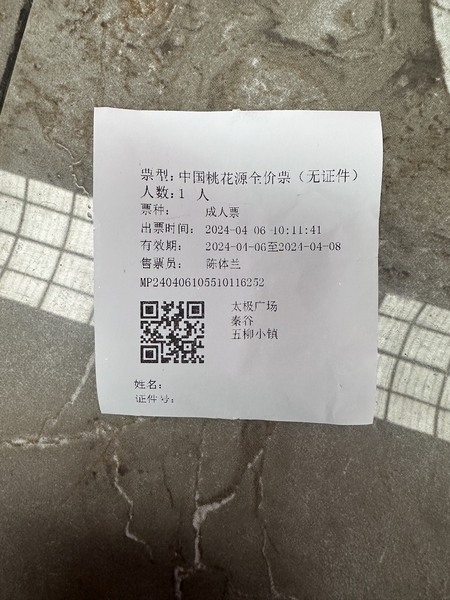 票型:中国桃花源全价票（无证件）
人数:1 人
票种: 成人票
出票时间: 2024-04-06 10:11:41
有效期: 2024-04-06至2024-04-08
售票员: 陈体兰
MP240406105510116252
太极广场
秦谷
五柳小镇
姓名:
证件号: